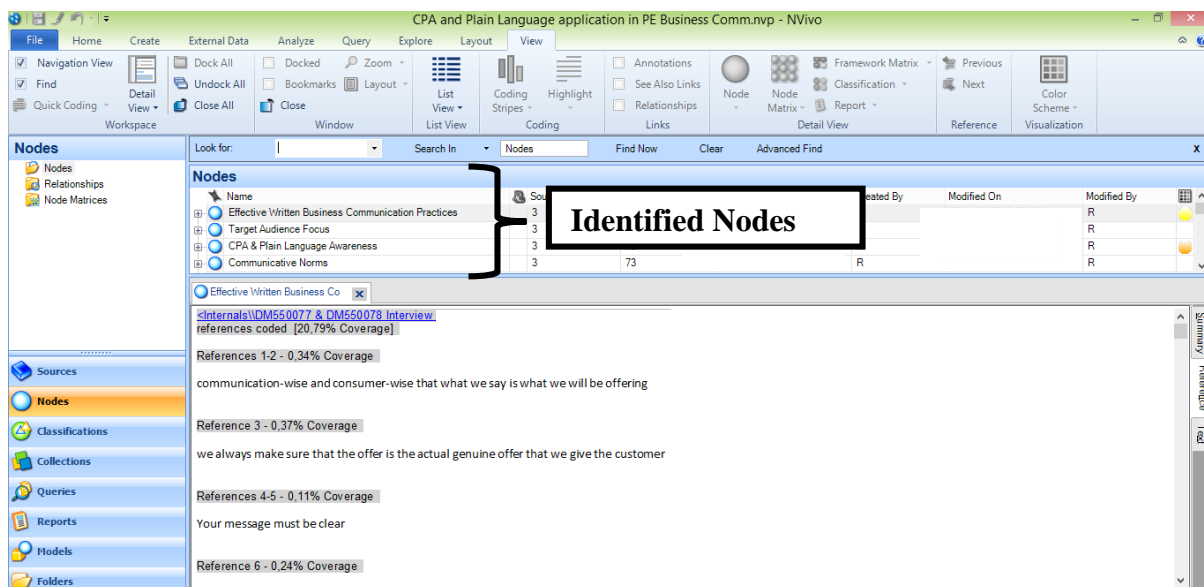 CPA and Plain Language application in PE Business Comm.nvp - NVivo
File Home Create External Data Analyze Query Explore Layout View
Navigation View Dock All Docked Zoom Annotations Framework Matrix Previous
Find Undock All Bookmarks Layout See Also Links Classification Next
Quick Coding Detail View Close All Close List View Coding Stripes Highlight Relationships Node Node Matrix Report Color Scheme
Workspace Window List View Coding Links Detail View Reference Visualization
Nodes
Nodes
Relationships
Node Matrices
Look for: Search In Nodes Find Now Clear Advanced Find x
Nodes
Name Sou eated By Modified On Modified By
Effective Written Business Communication Practices 3 R
Target Audience Focus 3 R
CPA & Plain Language Awareness 3 R
Communicative Norms 3 73 R R
Identified Nodes
Effective Written Business Co x
<Internals\\DM550077 & DM550078 Interview
references coded [20,79% Coverage]
References 1-2 - 0,34% Coverage
communication-wise and consumer-wise that what we say is what we will be offering
Reference 3 - 0,37% Coverage
we always make sure that the offer is the actual genuine offer that we give the customer
References 4-5 - 0,11% Coverage
Your message must be clear
Reference 6 - 0,24% Coverage
Summary
Reference
Text
Sources
Nodes
Classifications
Collections
Queries
Reports
Models
Folders